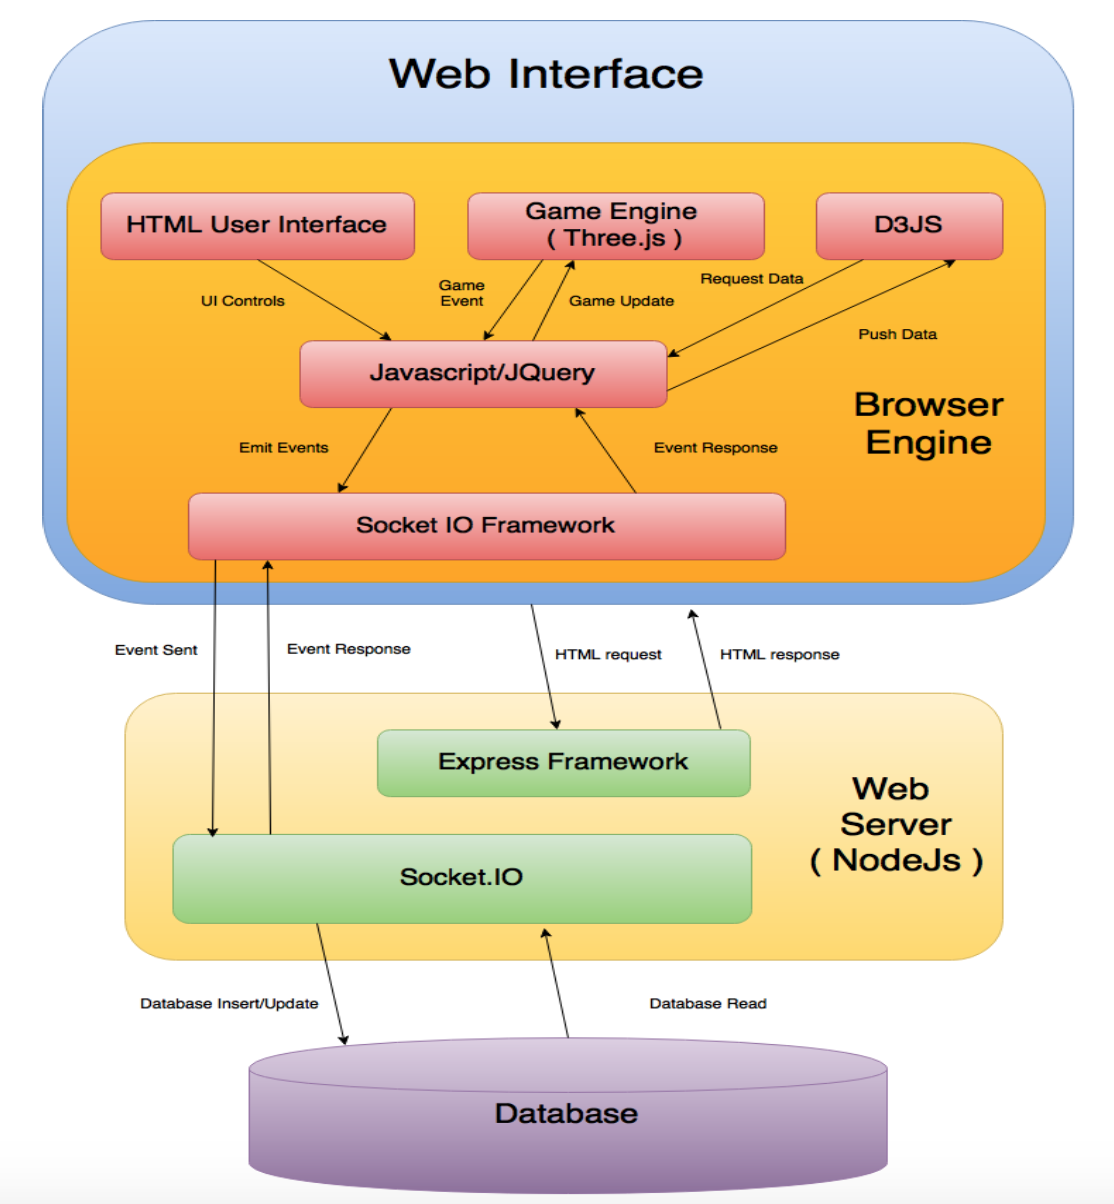 Web Interface
HTML User Interface
Game Engine
( Three.js )
D3JS
UI Controls
Game
Event
Game Update
Request Data
Push Data
Javascript/JQuery
Browser
Engine
Emit Events
Event Response
Socket IO Framework
Event Sent
Event Response
HTML request
HTML response
Express Framework
Web
Server
( NodeJs )
Socket.IO
Database Insert/Update
Database Read
Database